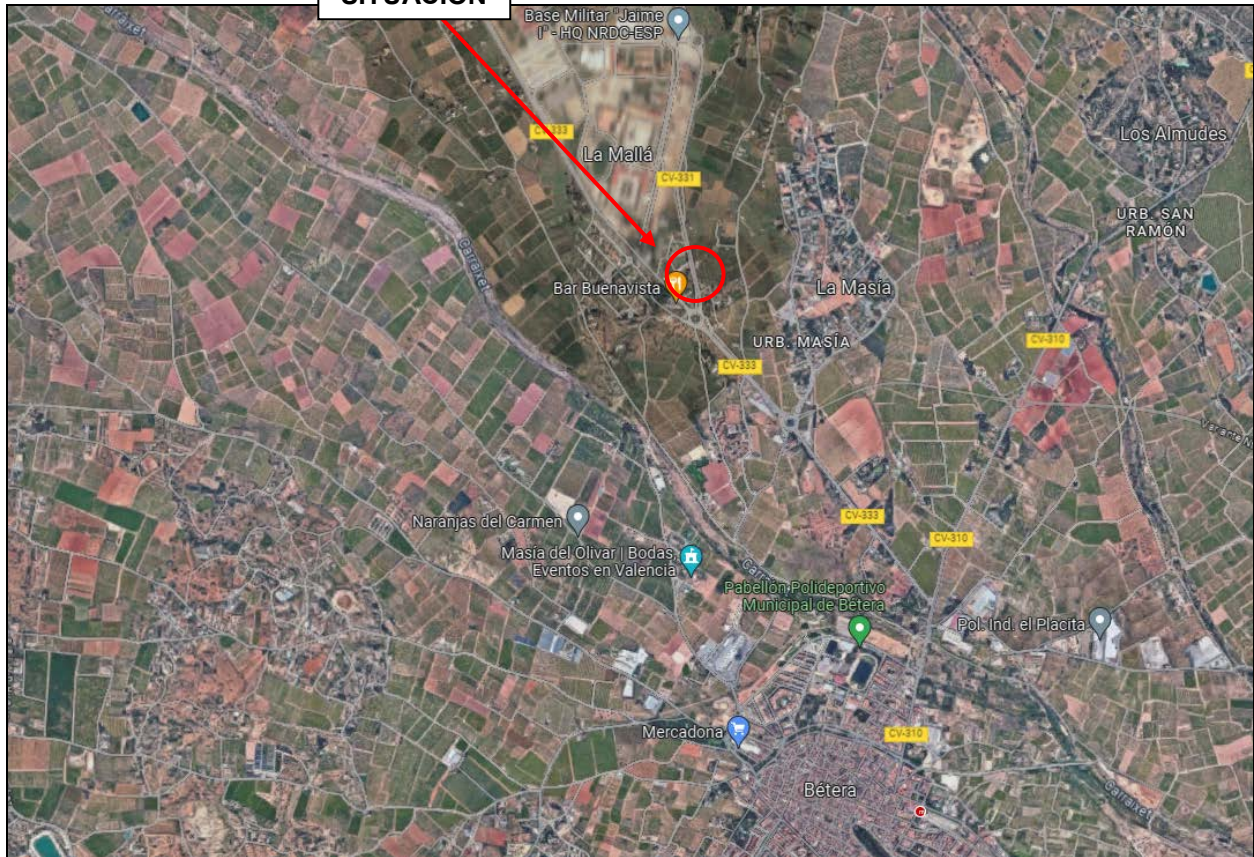 SITUACIÓN
Carraixet
Base Militar "Jaime
I" - HQ NRDC-ESP
CV-333
La Mallá
CV-331
Los Almudes
URB. SAN
RAMÓN
Carraixet
Bar Buenavista
La Masía
URB. MASÍA
CV-310
CV-333
Naranjas del Carmen
CV-333
CV-310
Masía del Olivar | Bodas,
Eventos en Valencia
Pabellón Polideportivo
Municipal de Bétera
Pol. Ind. el Placita
Mercadona
CV-310
Bétera
Carraixet